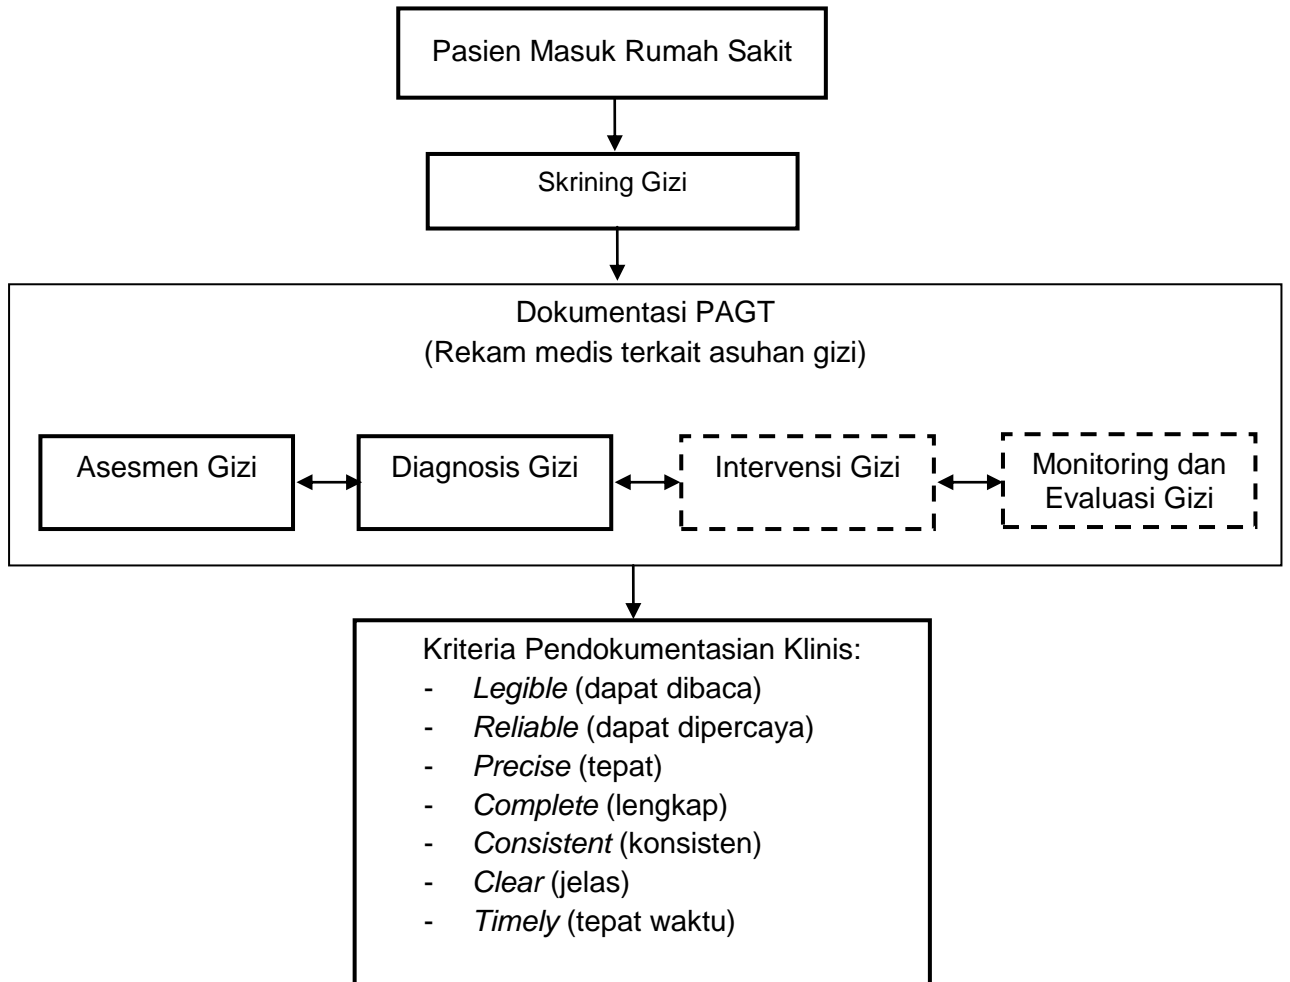 Pasien Masuk Rumah Sakit
Skrining Gizi
Dokumentasi PAGT
(Rekam medis terkait asuhan gizi)
Asesmen Gizi
Diagnosis Gizi
Intervensi Gizi
Monitoring dan
Evaluasi Gizi
Kriteria Pendokumentasian Klinis:
- Legible (dapat dibaca)
- Reliable (dapat dipercaya)
- Precise (tepat)
- Complete (lengkap)
- Consistent (konsisten)
- Clear (jelas)
- Timely (tepat waktu)